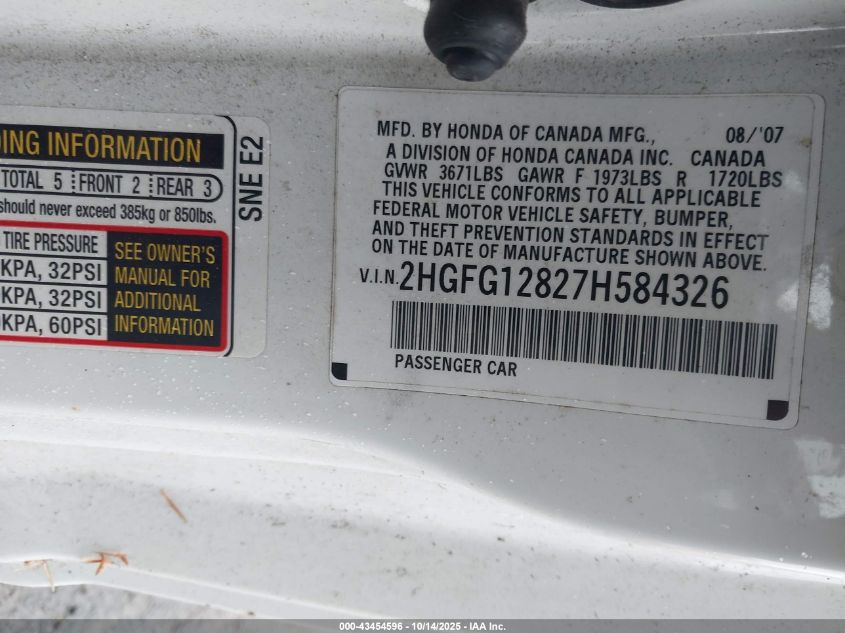 DING INFORMATION
TOTAL 5 FRONT 2 REAR 3
should never exceed 385kg or 850lbs.
TIRE PRESSURE
KPA, 32PSI
KPA, 32PSI
KPA, 60PSI
SEE OWNER'S
MANUAL FOR
ADDITIONAL
INFORMATION
SNE E2
MFD. BY HONDA OF CANADA MFG., 08/'07
A DIVISION OF HONDA CANADA INC. CANADA
GVWR 3671LBS GAWR F 1973LBS R 1720LBS
THIS VEHICLE CONFORMS TO ALL APPLICABLE
FEDERAL MOTOR VEHICLE SAFETY, BUMPER,
AND THEFT PREVENTION STANDARDS IN EFFECT
ON THE DATE OF MANUFACTURE SHOWN ABOVE.
V.I.N. 2HGFG12827H584326
PASSENGER CAR
000-43454596 - 10/14/2025 - IAA Inc.